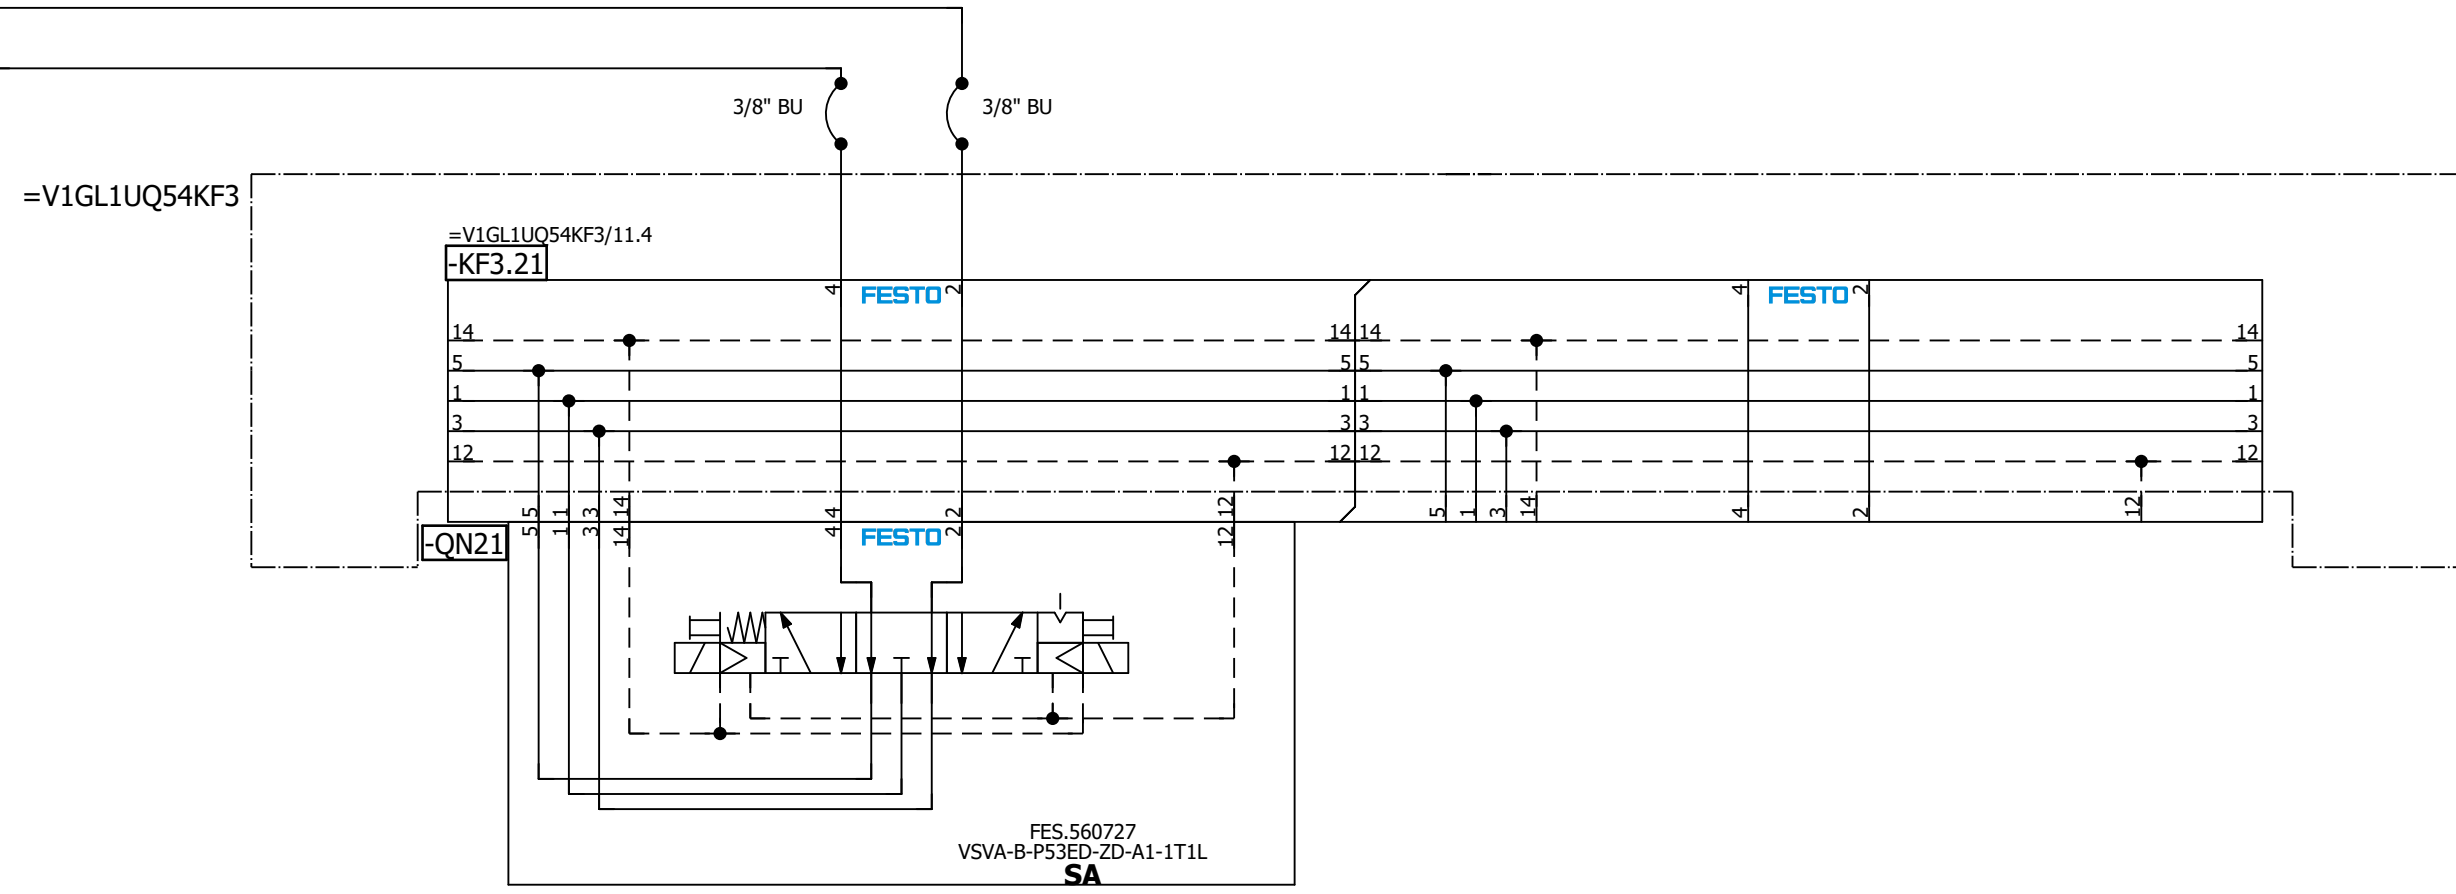 3/8" BU 3/8" BU
=V1GL1UQ54KF3
=V1GL1UQ54KF3/11.4
-KF3.21
4 FESTO 2 4 FESTO 2
14 14 14 14
5 5 5 5
1 1 1 1
3 3 3 3
12 12 12 12
5 1 3 14 4 2 12 5 1 3 14 4 2 12
-QN21
5 1 3 14 4 FESTO 2 12
FES.560727
VSVA-B-P53ED-ZD-A1-1T1L
SA